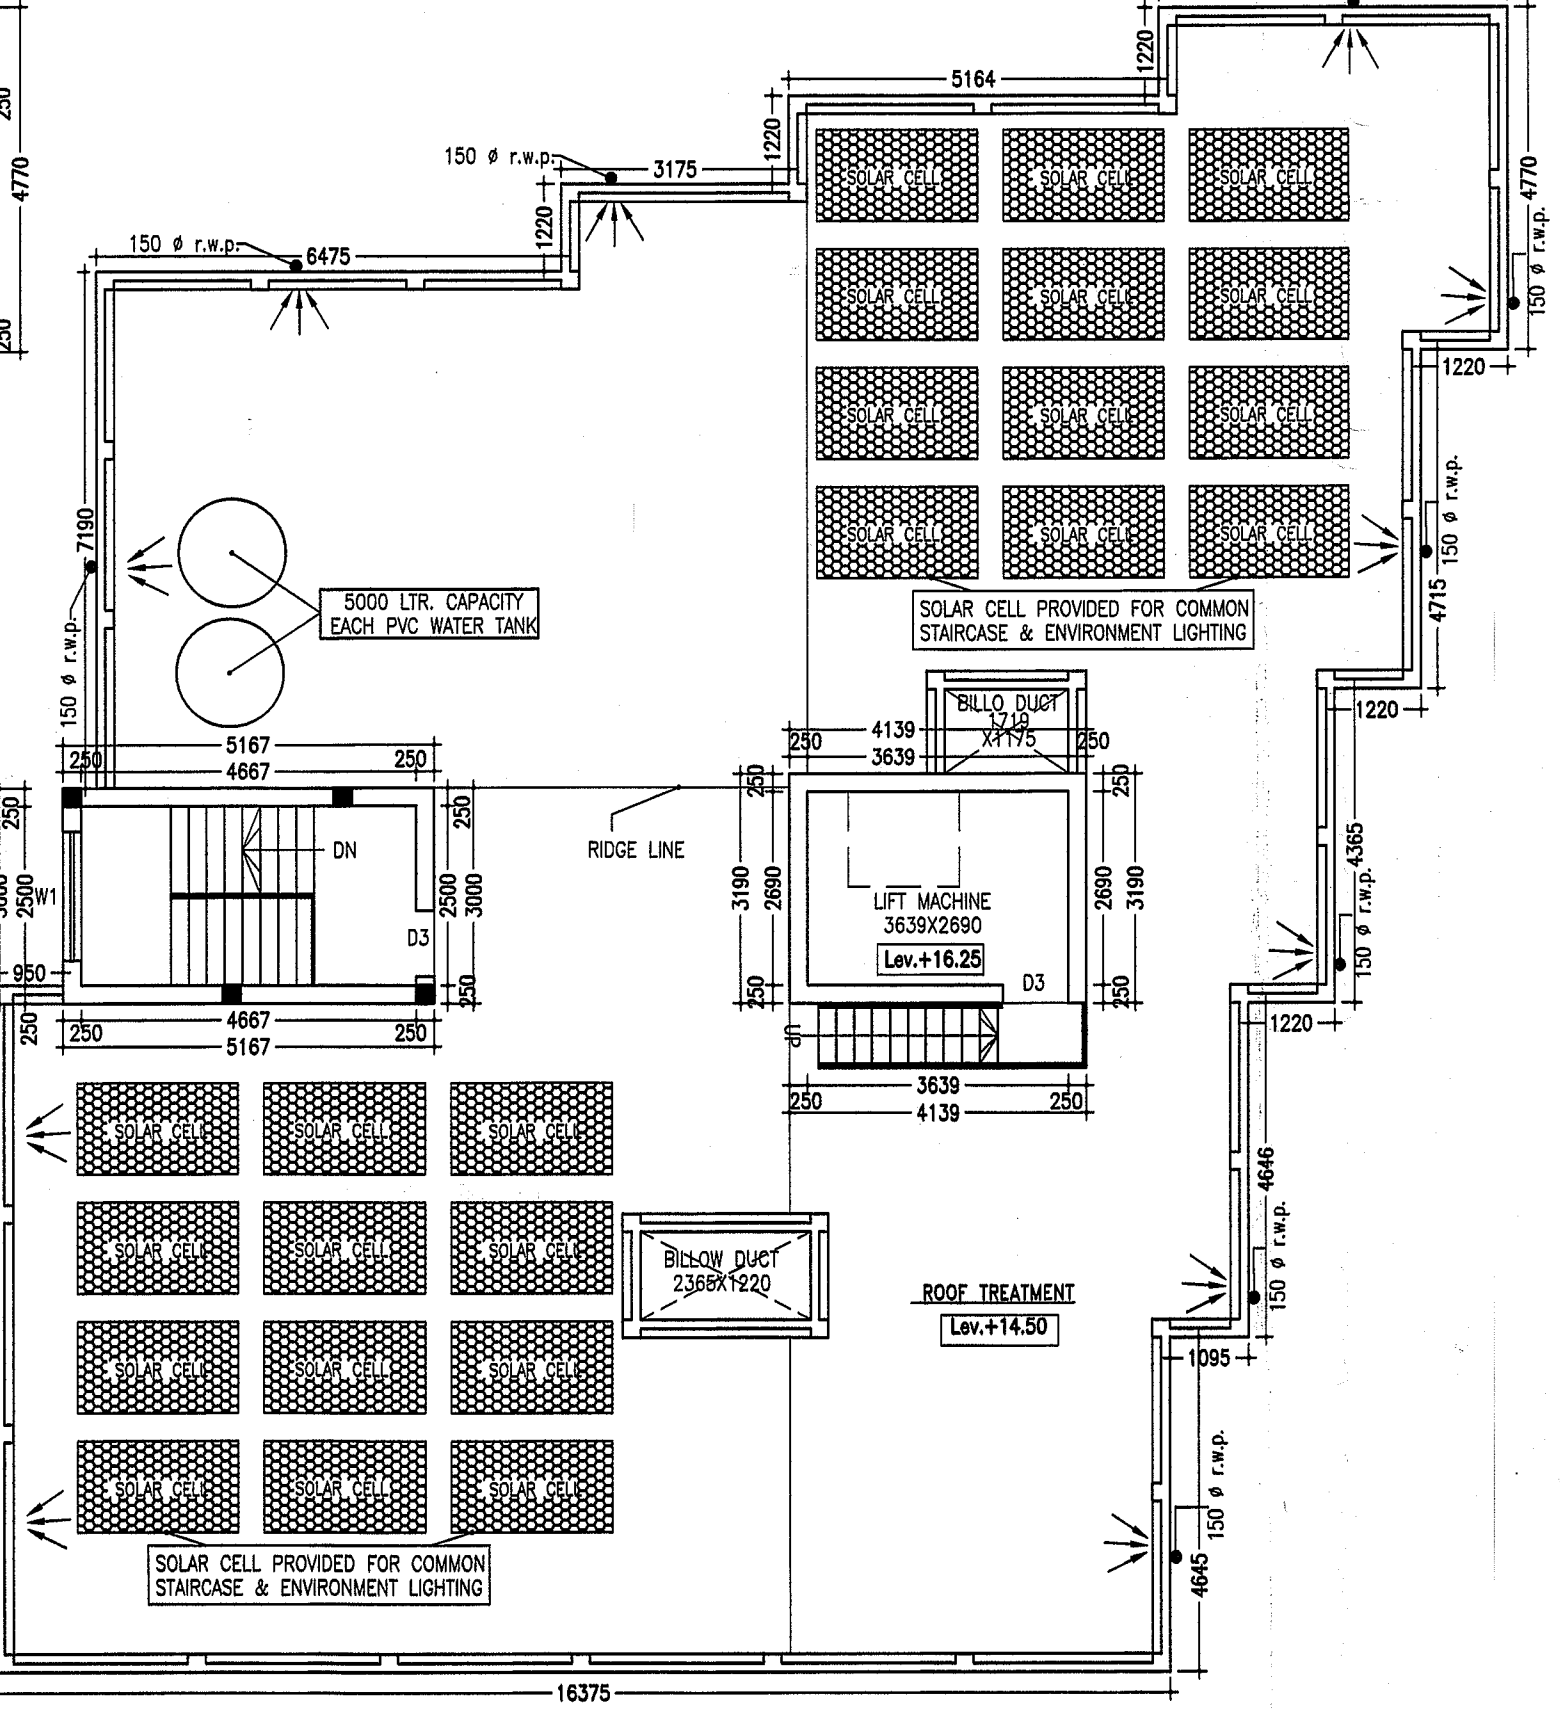 1220
5164
250
4770
1220
150 ø r.w.p.
3175
1220
150 ø r.w.p.
6475
250
4770
150 ø r.w.p.
1220
SOLAR CELL SOLAR CELL SOLAR CELL
SOLAR CELL SOLAR CELL SOLAR CELL
SOLAR CELL SOLAR CELL SOLAR CELL
SOLAR CELL SOLAR CELL SOLAR CELL
7190
150 ø r.w.p.
5000 LTR. CAPACITY
EACH PVC WATER TANK
SOLAR CELL PROVIDED FOR COMMON
STAIRCASE & ENVIRONMENT LIGHTING
150 ø r.w.p.
4715
1220
5167
250
4667
250
BILLO DUCT
1719
X1175
4139
250
3639
250
RIDGE LINE
DN
D3
W1
250
2500
3000
950
250
250
2500
3000
250
250
4667
250
5167
250
3190
2690
250
LIFT MACHINE
3639X2690
Lev.+16.25
D3
250
2690
3190
250
UP
3639
250
250
4139
4365
150 ø r.w.p.
1220
SOLAR CELL SOLAR CELL SOLAR CELL
SOLAR CELL SOLAR CELL SOLAR CELL
SOLAR CELL SOLAR CELL SOLAR CELL
SOLAR CELL SOLAR CELL SOLAR CELL
SOLAR CELL PROVIDED FOR COMMON
STAIRCASE & ENVIRONMENT LIGHTING
BILLOW DUCT
2365X1220
ROOF TREATMENT
Lev.+14.50
4646
150 ø r.w.p.
1095
150 ø r.w.p.
4645
16375